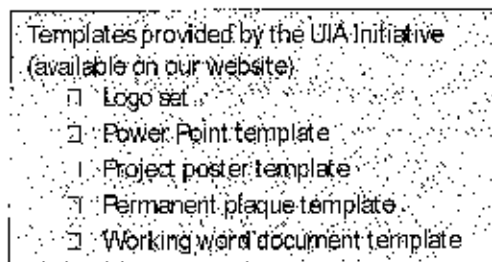 Templates provided by the UIA Initiative
(available on our website)
Logo set
Power Point template
Project poster template
Permanent plaque template
Working word document template